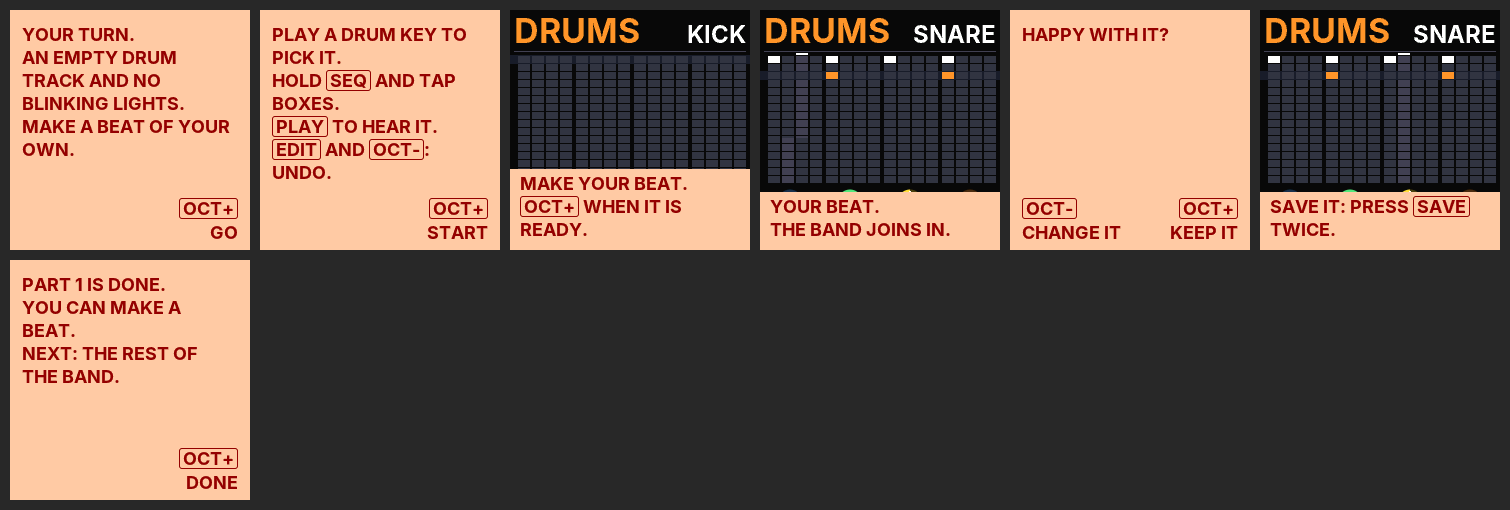 YOUR TURN.
AN EMPTY DRUM
TRACK AND NO
BLINKING LIGHTS.
MAKE A BEAT OF YOUR
OWN.
OCT+
GO
PLAY A DRUM KEY TO
PICK IT.
HOLD SEQ AND TAP
BOXES.
PLAY TO HEAR IT.
EDIT AND OCT-:
UNDO.
OCT+
START
DRUMS KICK
MAKE YOUR BEAT.
OCT+ WHEN IT IS
READY.
DRUMS SNARE
YOUR BEAT.
THE BAND JOINS IN.
HAPPY WITH IT?
OCT- OCT+
CHANGE IT KEEP IT
DRUMS SNARE
SAVE IT: PRESS SAVE
TWICE.
PART 1 IS DONE.
YOU CAN MAKE A
BEAT.
NEXT: THE REST OF
THE BAND.
OCT+
DONE